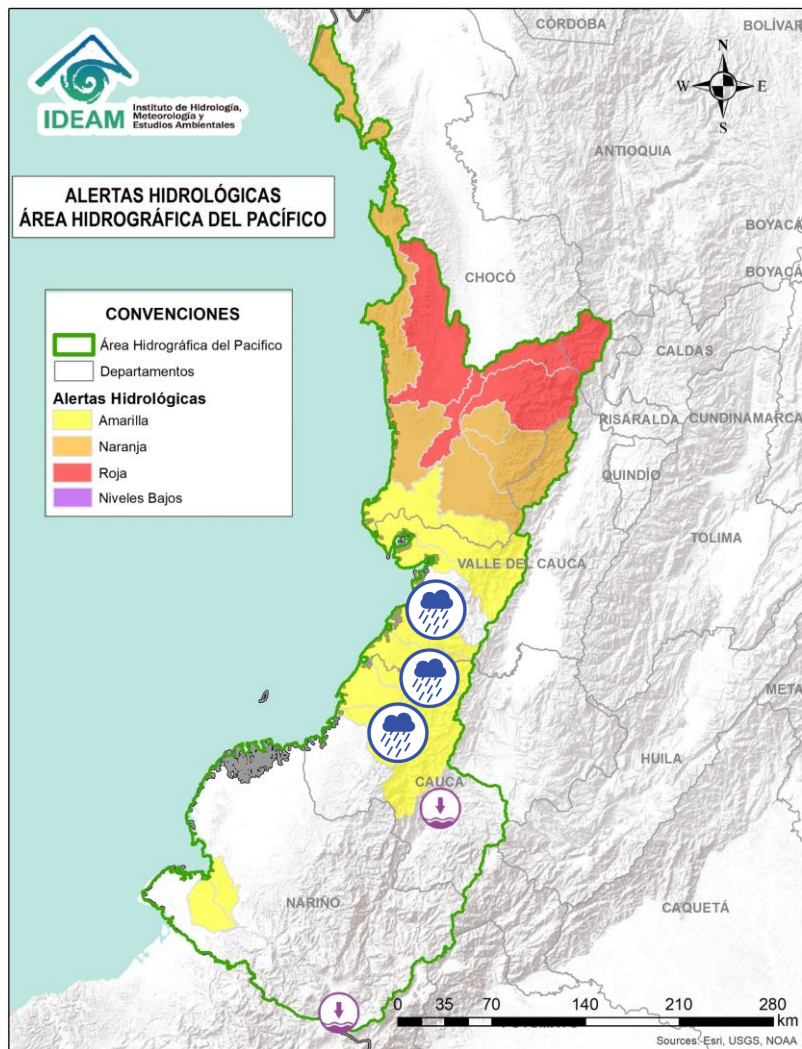 CÓRDOBA
BOLÍVAR
N
W
E
S
IDEAM
Instituto de Hidrología,
Meteorología y
Estudios Ambientales
ANTIOQUIA
ALERTAS HIDROLÓGICAS
ÁREA HIDROGRÁFICA DEL PACÍFICO
BOYACÁ
BOYACÁ
CHOCÓ
CONVENCIONES
Área Hidrográfica del Pacifico
Departamentos
Alertas Hidrológicas
Amarilla
Naranja
Roja
Niveles Bajos
CALDAS
RISARALDA
CUNDINAMARCA
QUINDÍO
TOLIMA
VALLE DEL CAUCA
META
HUILA
CAUCA
CAQUETÁ
NARIÑO
0 35 70 140 210 280
km
Sources: Esri, USGS, NOAA